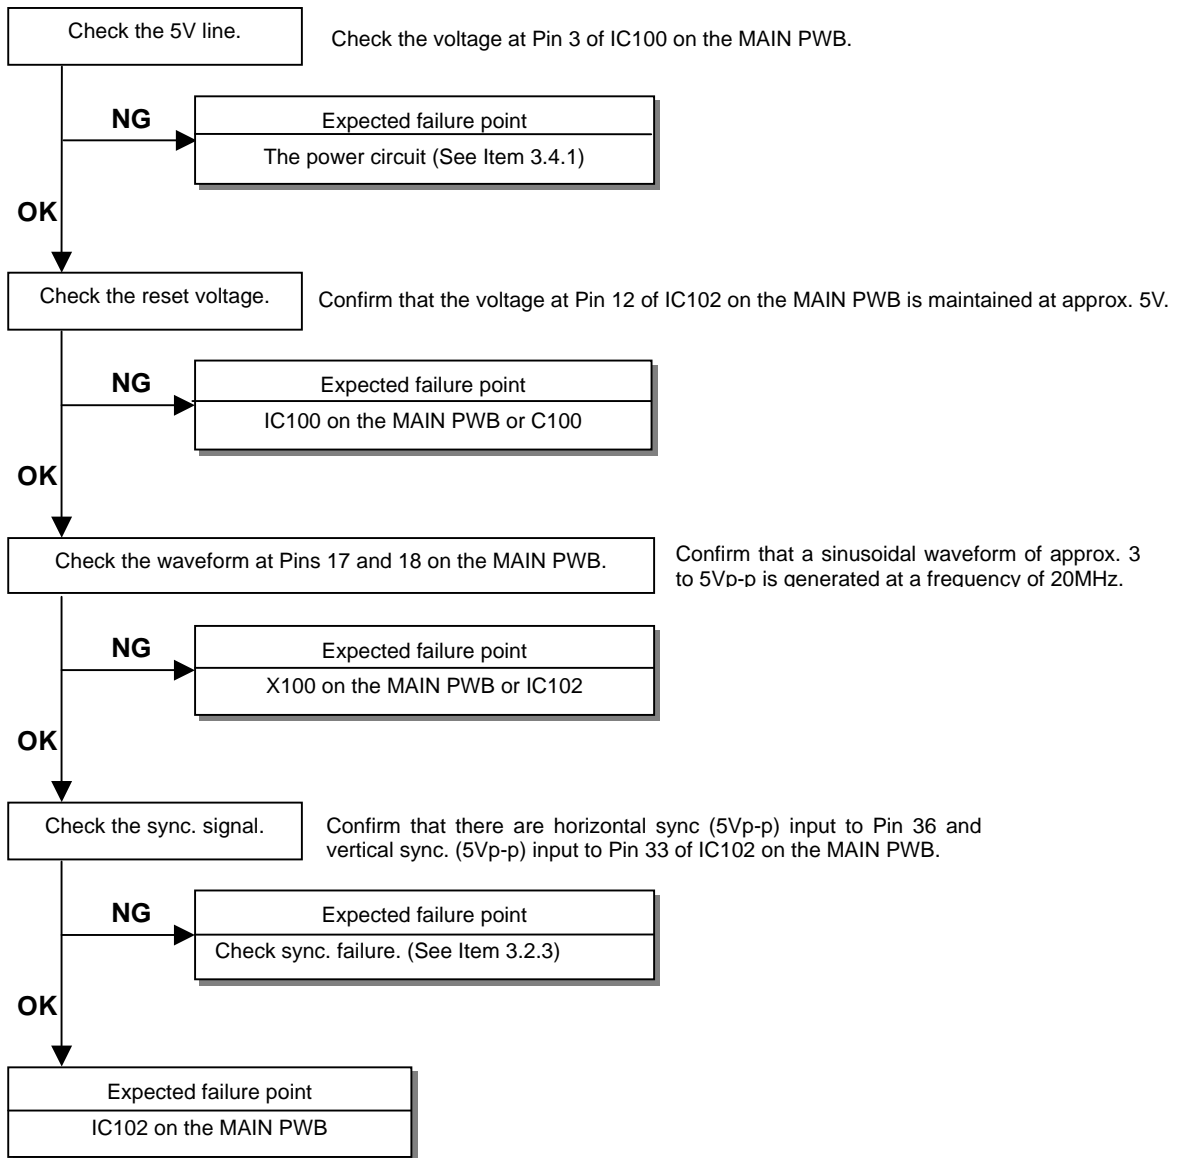 Check the 5V line.
Check the voltage at Pin 3 of IC100 on the MAIN PWB.
NG
Expected failure point
The power circuit (See Item 3.4.1)
OK
Check the reset voltage.
Confirm that the voltage at Pin 12 of IC102 on the MAIN PWB is maintained at approx. 5V.
NG
Expected failure point
IC100 on the MAIN PWB or C100
OK
Check the waveform at Pins 17 and 18 on the MAIN PWB.
Confirm that a sinusoidal waveform of approx. 3
to 5Vp-p is generated at a frequency of 20MHz.
NG
Expected failure point
X100 on the MAIN PWB or IC102
OK
Check the sync. signal.
Confirm that there are horizontal sync (5Vp-p) input to Pin 36 and
vertical sync. (5Vp-p) input to Pin 33 of IC102 on the MAIN PWB.
NG
Expected failure point
Check sync. failure. (See Item 3.2.3)
OK
Expected failure point
IC102 on the MAIN PWB